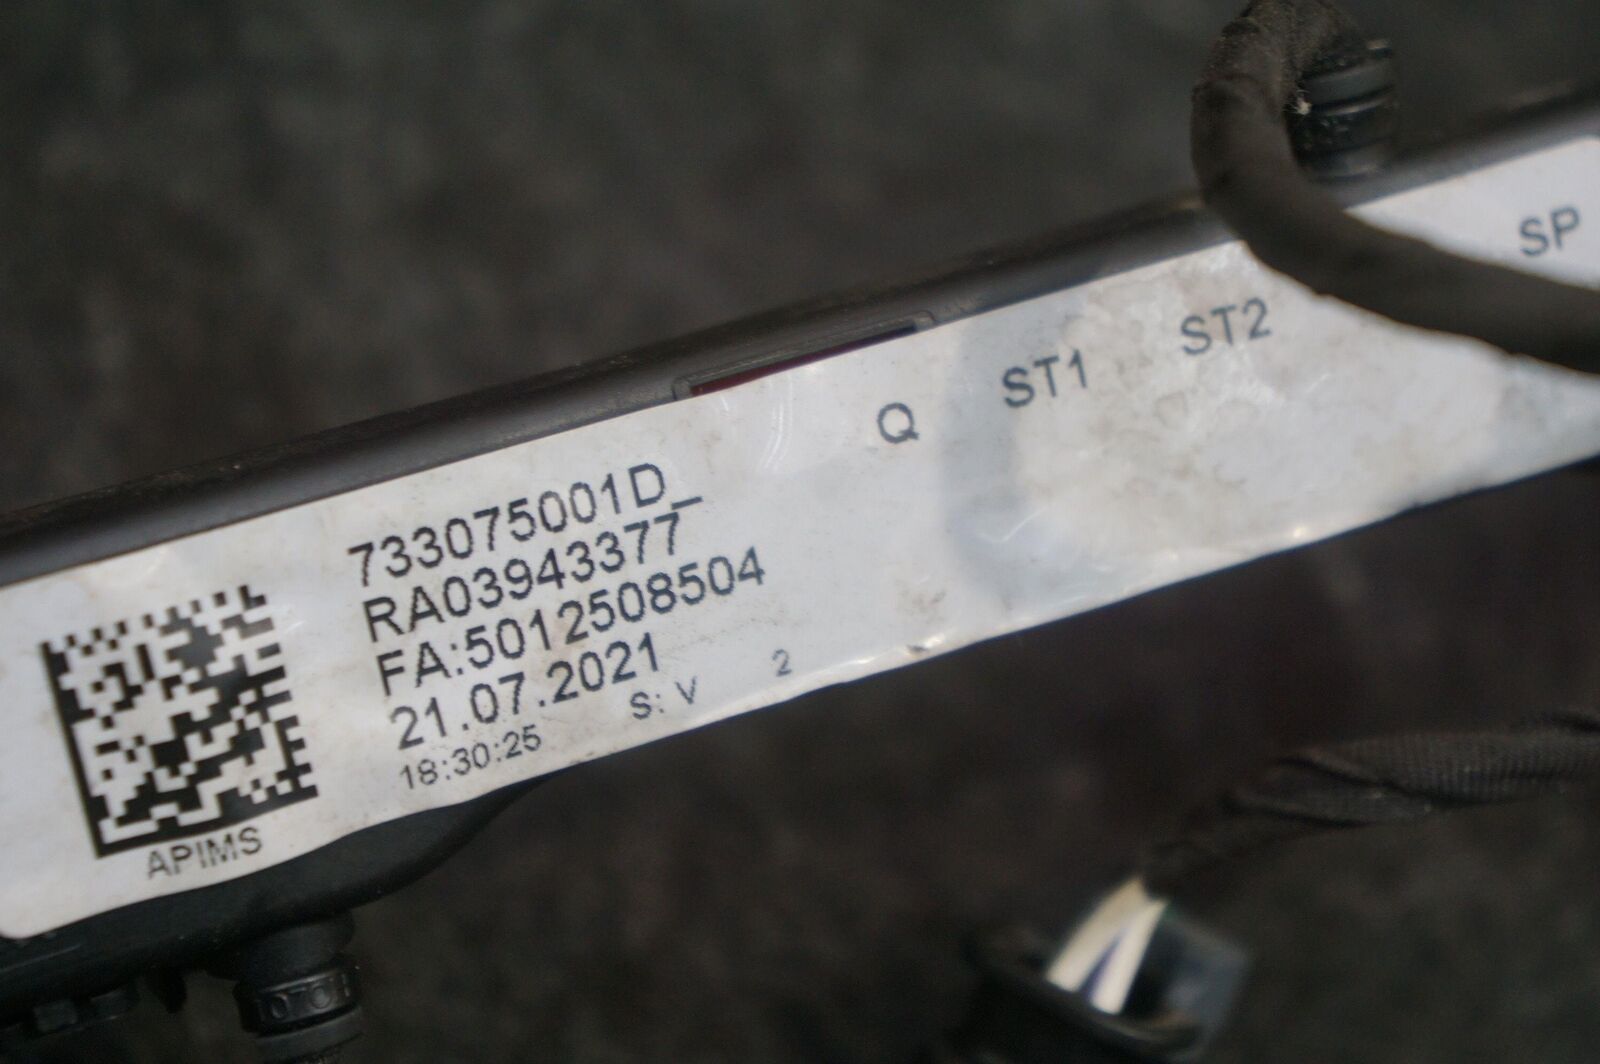 733075001D_
RA03943377
FA:5012508504
21.07.2021
18:30:25 S: V 2
APIMS
Q ST1 ST2 SP